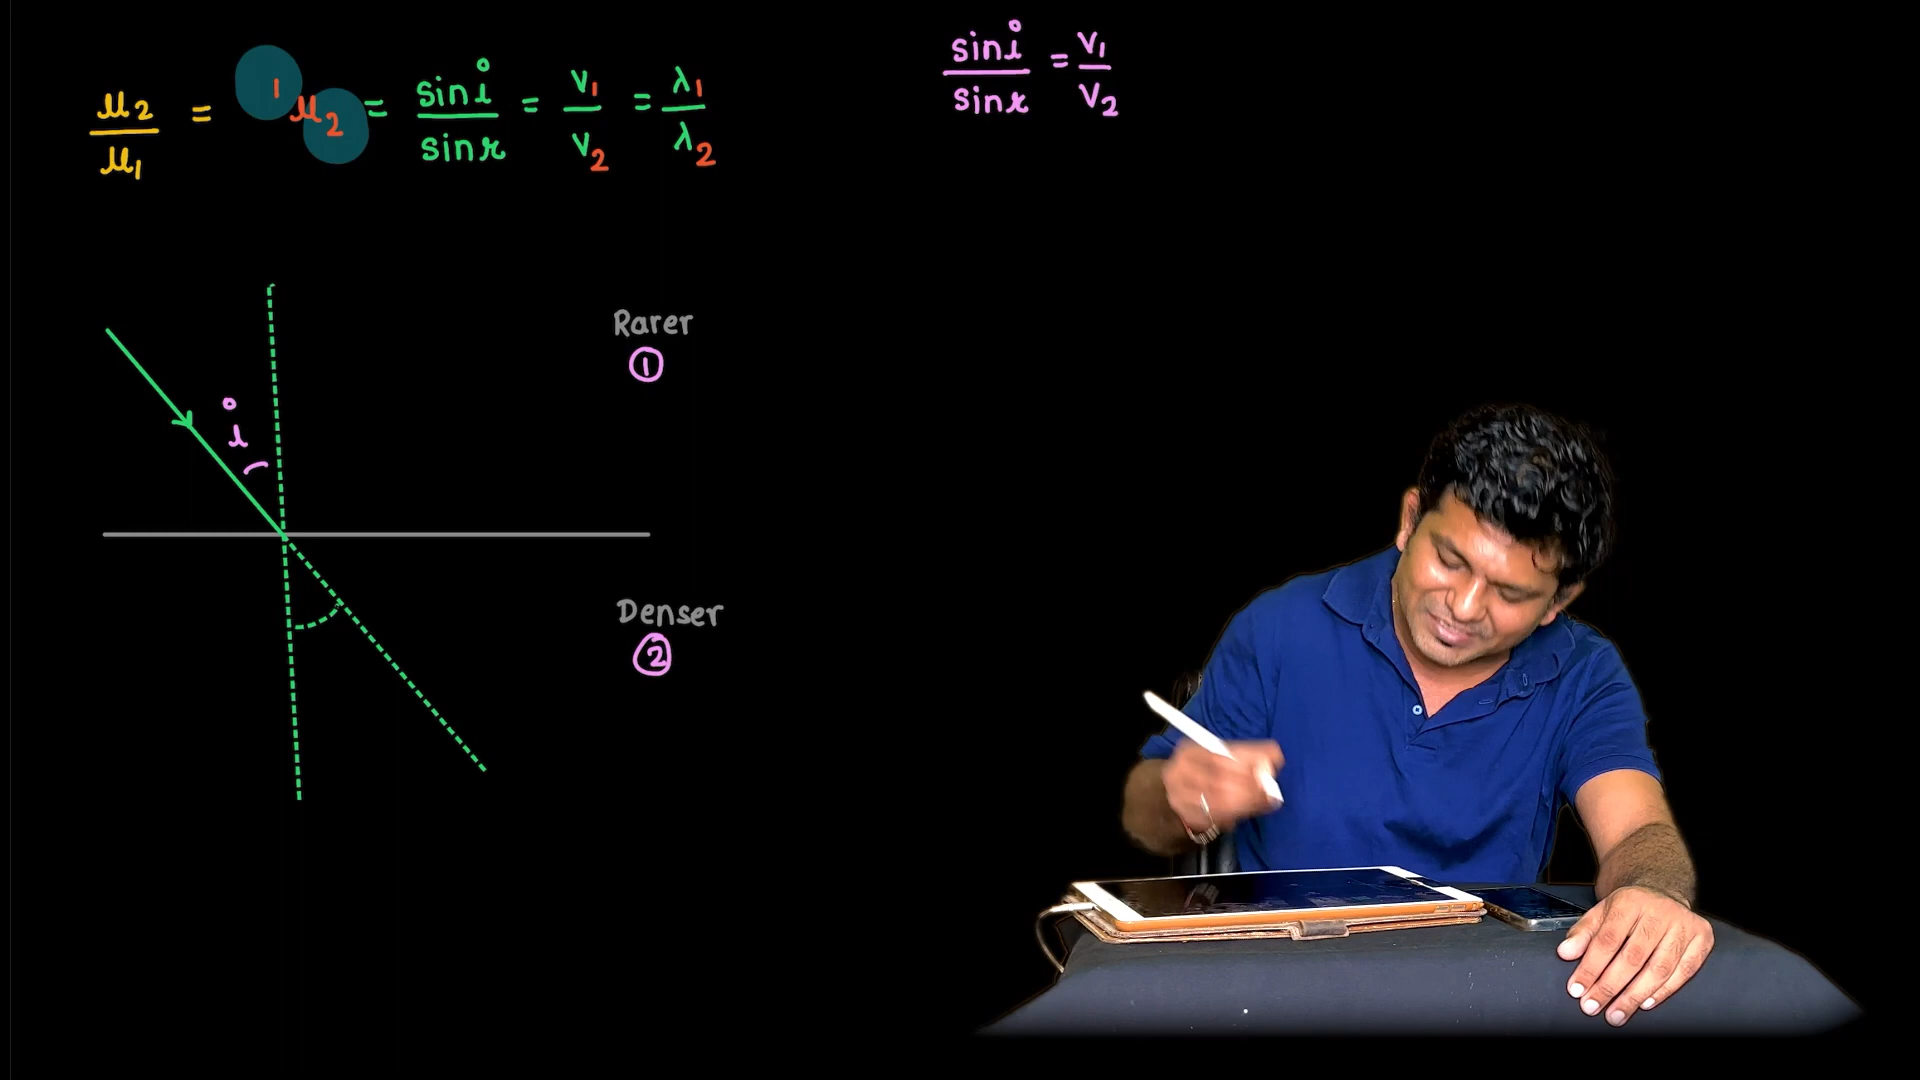 μ2/μ1 = ¹μ2 = sin i/sin r = v1/v2 = λ1/λ2
sin i/sin r = v1/v2
Rarer
①
i
Denser
②